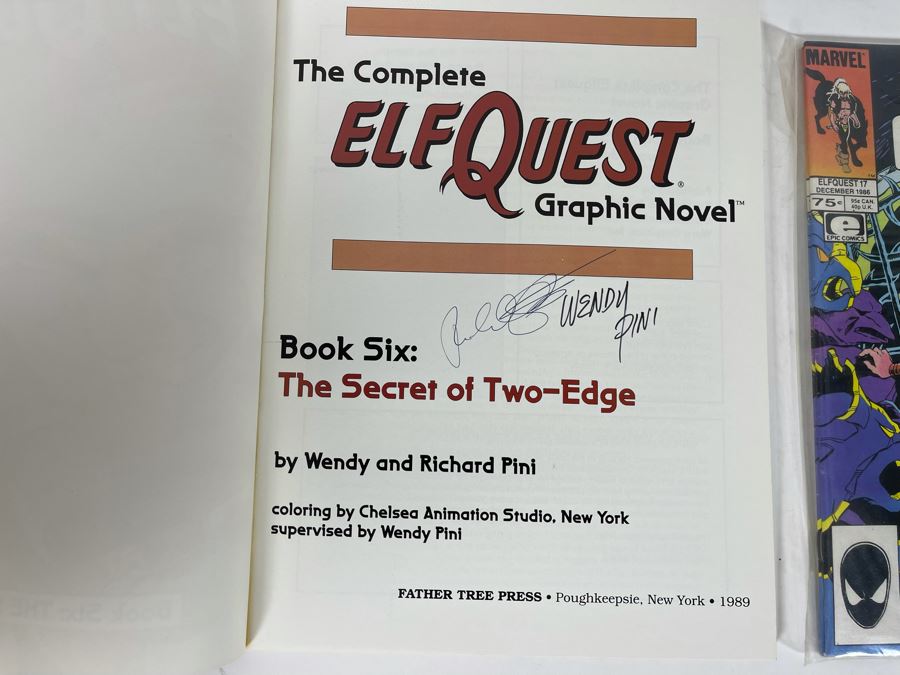 The Complete
ELFQUEST®
Graphic Novel™
WENDY
PINI
Book Six:
The Secret of Two-Edge
by Wendy and Richard Pini
coloring by Chelsea Animation Studio, New York
supervised by Wendy Pini
FATHER TREE PRESS • Poughkeepsie, New York • 1989
MARVEL
TM
ELFQUEST 17
DECEMBER 1986
75¢
95¢ CAN.
40p U.K.
e
EPIC COMICS